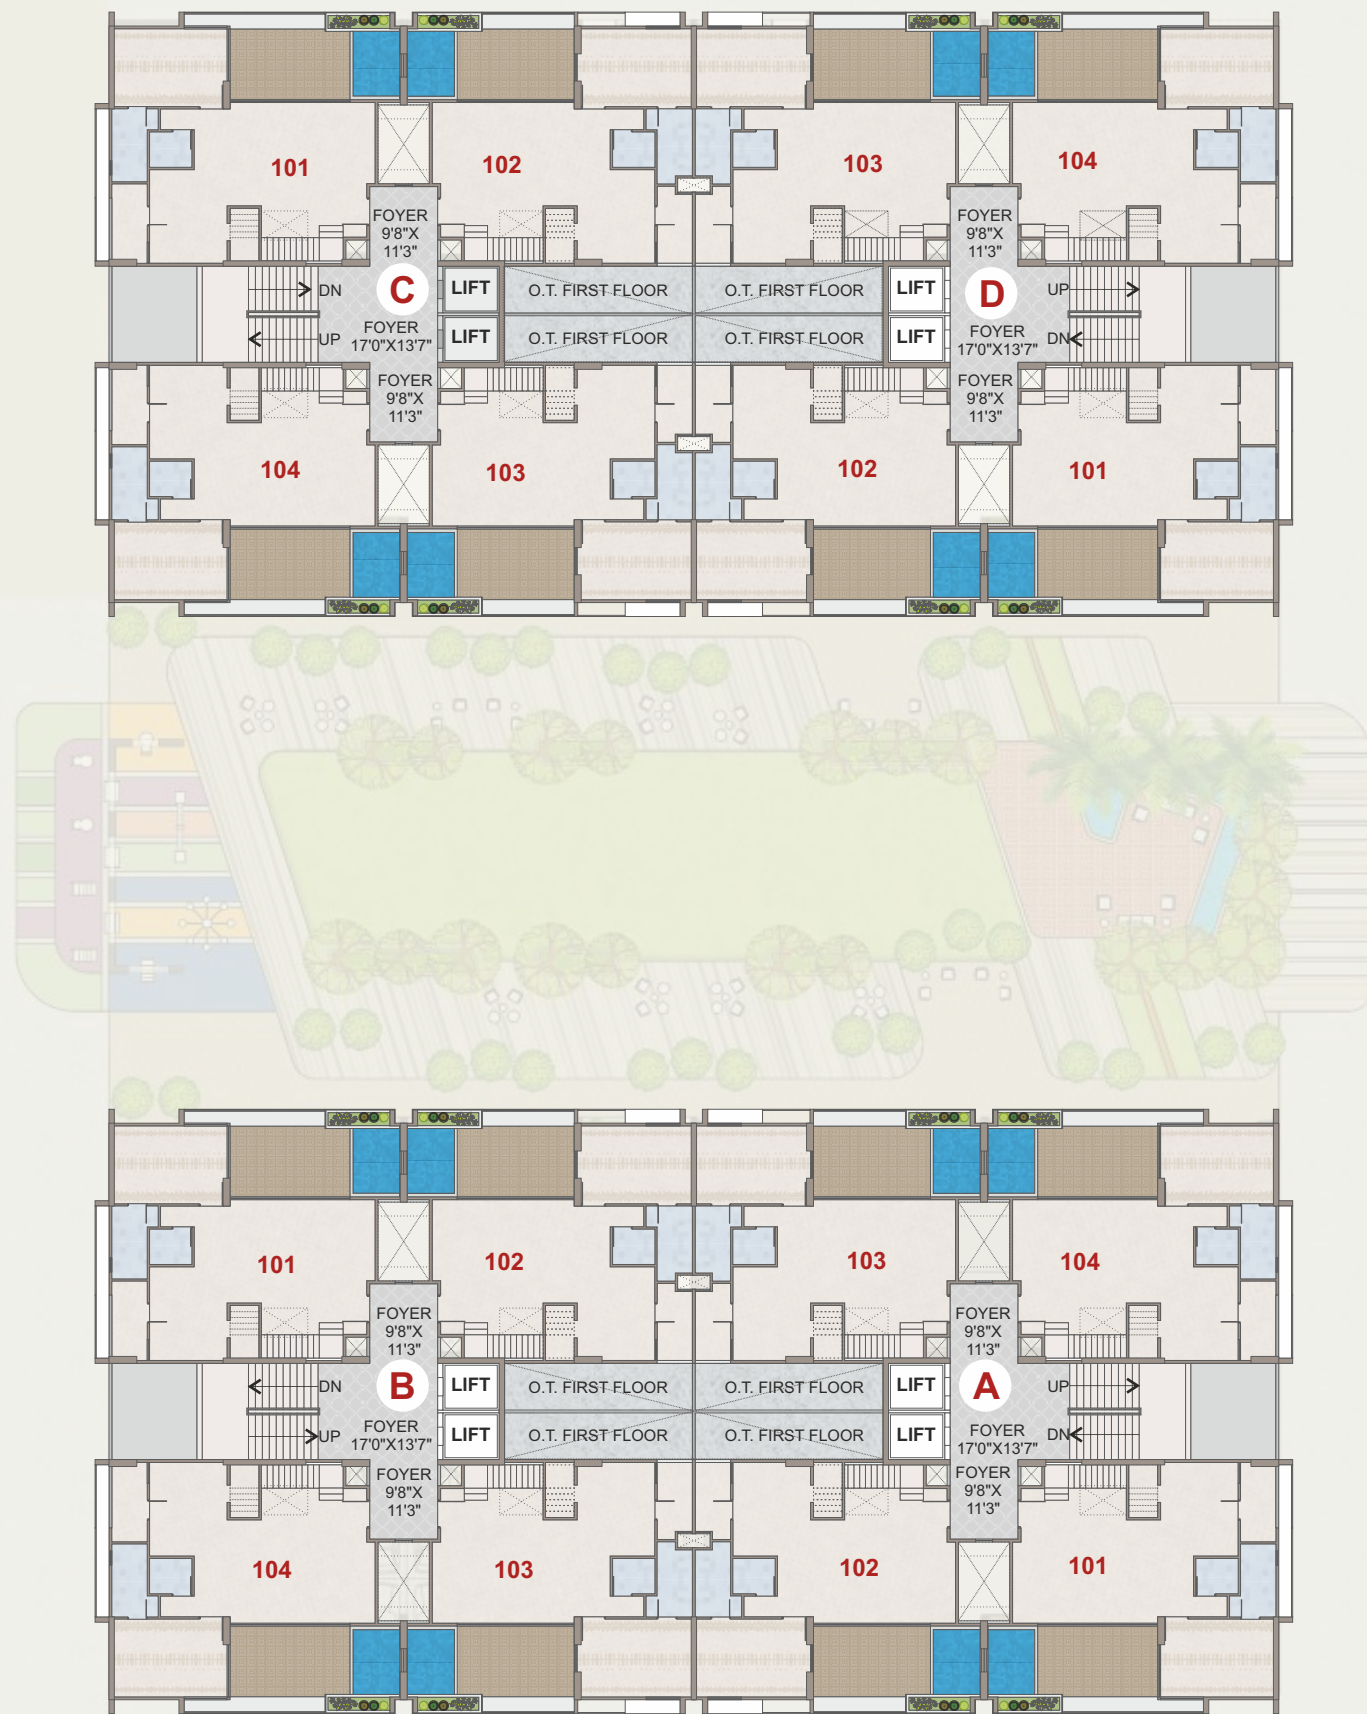 101
102
103
104
FOYER
9'8"X
11'3"
FOYER
9'8"X
11'3"
DN
C
LIFT
O.T. FIRST FLOOR
O.T. FIRST FLOOR
LIFT
D
UP
UP
FOYER
17'0"X13'7"
LIFT
O.T. FIRST FLOOR
O.T. FIRST FLOOR
LIFT
FOYER
17'0"X13'7"
DN
FOYER
9'8"X
11'3"
FOYER
9'8"X
11'3"
104
103
102
101
101
102
103
104
FOYER
9'8"X
11'3"
FOYER
9'8"X
11'3"
DN
B
LIFT
O.T. FIRST FLOOR
O.T. FIRST FLOOR
LIFT
A
UP
UP
FOYER
17'0"X13'7"
LIFT
O.T. FIRST FLOOR
O.T. FIRST FLOOR
LIFT
FOYER
17'0"X13'7"
DN
FOYER
9'8"X
11'3"
FOYER
9'8"X
11'3"
104
103
102
101